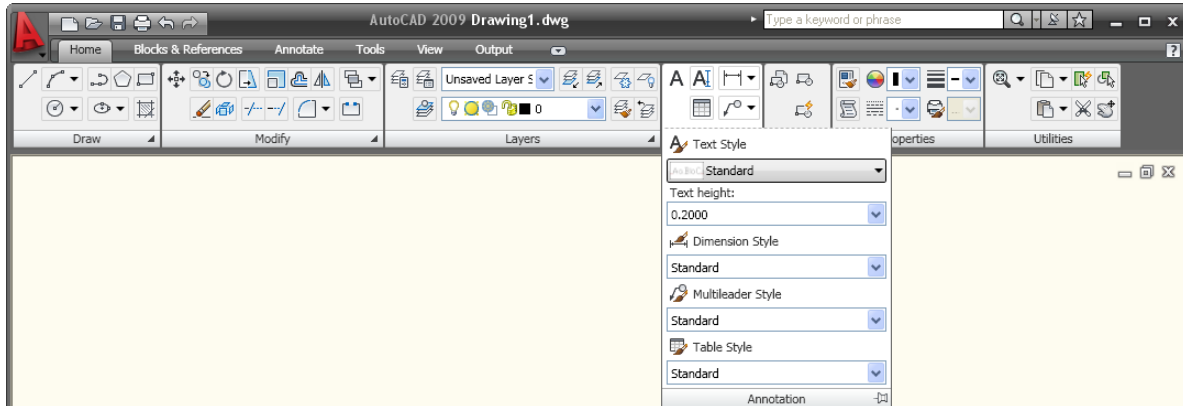 AutoCAD 2009 Drawing1.dwg
Type a keyword or phrase
Home Blocks & References Annotate Tools View Output
Unsaved Layer S
0
A AI
Draw Modify Layers operties Utilities
Text Style
Standard
Text height:
0.2000
Dimension Style
Standard
Multileader Style
Standard
Table Style
Standard
Annotation